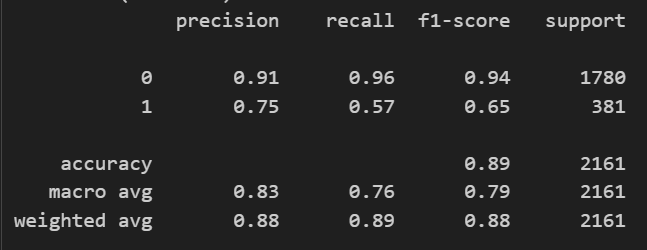 precision recall f1-score support
0 0.91 0.96 0.94 1780
1 0.75 0.57 0.65 381
accuracy 0.89 2161
macro avg 0.83 0.76 0.79 2161
weighted avg 0.88 0.89 0.88 2161